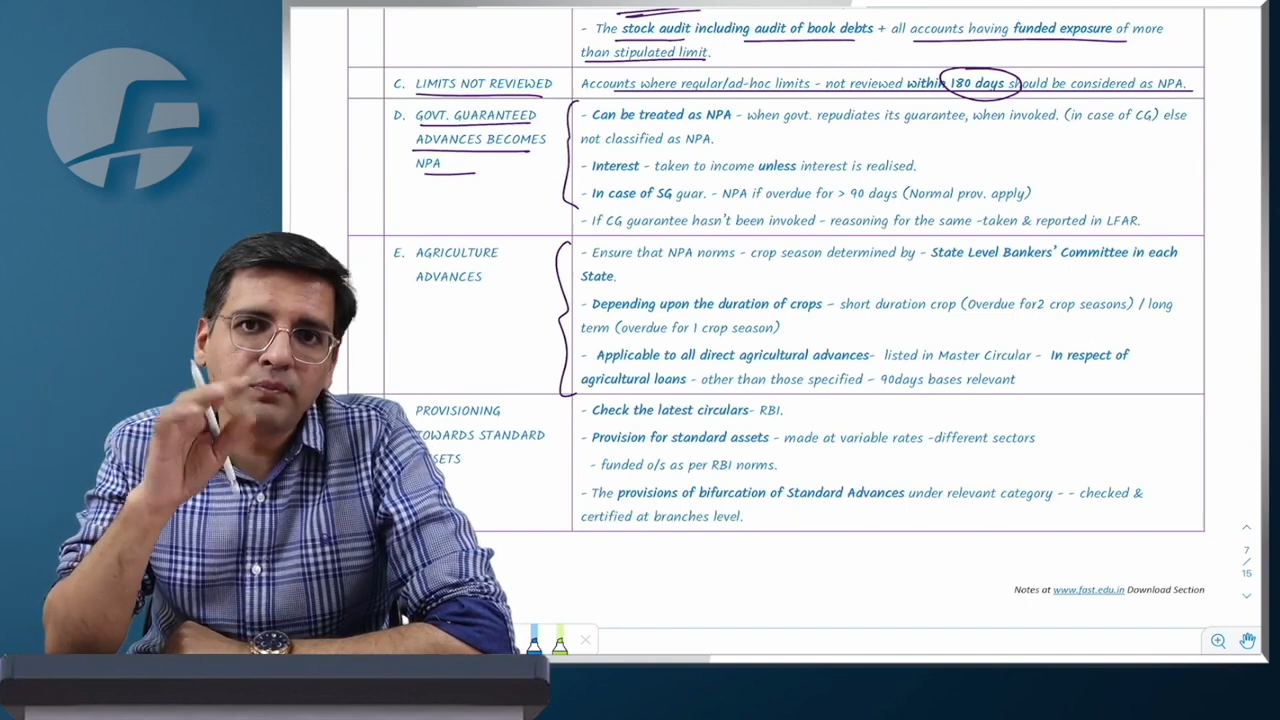 - The stock audit including audit of book debts + all accounts having funded exposure of more
than stipulated limit.
C. LIMITS NOT REVIEWED
Accounts where regular/ad-hoc limits - not reviewed within 180 days should be considered as NPA.
D. GOVT. GUARANTEED
ADVANCES BECOMES
NPA
- Can be treated as NPA - when govt. repudiates its guarantee, when invoked. (in case of CG) else
not classified as NPA.
- Interest - taken to income unless interest is realised.
- In case of SG guar. - NPA if overdue for > 90 days (Normal prov. apply)
- If CG guarantee hasn't been invoked - reasoning for the same -taken & reported in LFAR.
E. AGRICULTURE
ADVANCES
- Ensure that NPA norms - crop season determined by - State Level Bankers' Committee in each
State.
- Depending upon the duration of crops - short duration crop (Overdue for2 crop seasons) / long
term (overdue for 1 crop season)
- Applicable to all direct agricultural advances- listed in Master Circular - In respect of
agricultural loans - other than those specified - 90days bases relevant
PROVISIONING
TOWARDS STANDARD
SETS
- Check the latest circulars- RBI.
- Provision for standard assets - made at variable rates -different sectors
- funded o/s as per RBI norms.
- The provisions of bifurcation of Standard Advances under relevant category - - checked &
certified at branches level.
7
/
15
Notes at www.fast.edu.in Download Section